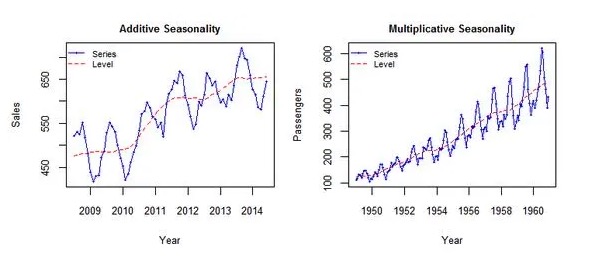 Additive Seasonality
Series
Level
Sales
650
550
450
2009 2010 2011 2012 2013 2014
Year
Multiplicative Seasonality
Series
Level
Passengers
600
500
400
300
200
100
1950 1952 1954 1956 1958 1960
Year